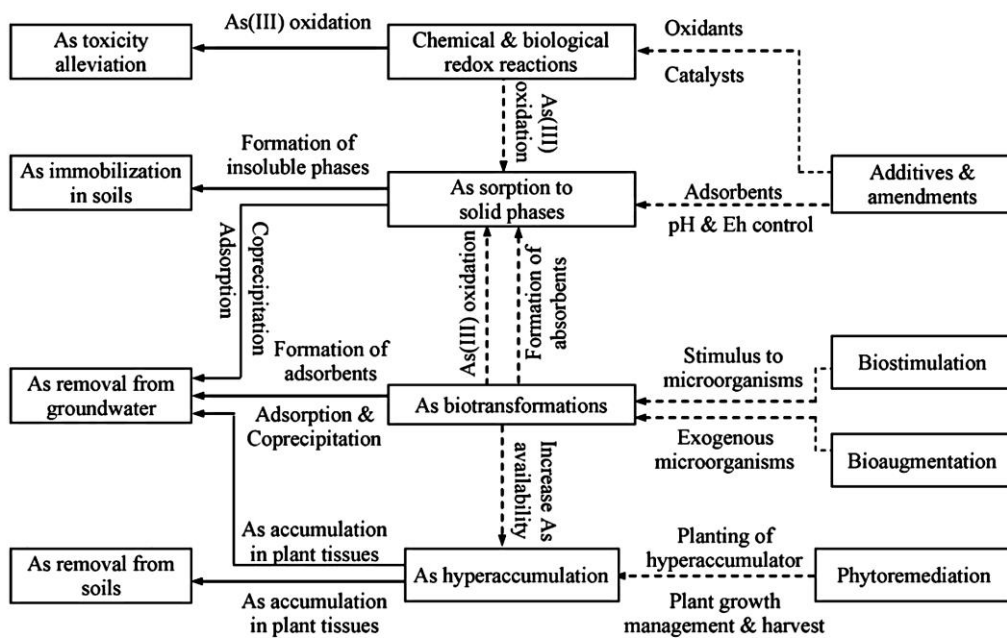 As(III) oxidation
As toxicity
alleviation
Chemical & biological
redox reactions
Oxidants
Catalysts
As(III)
oxidation
Formation of
insoluble phases
As immobilization
in soils
As sorption to
solid phases
Adsorbents
pH & Eh control
Additives &
amendments
Coprecipitation
Adsorption
As(III) oxidation
Formation of
absorbents
Formation of
adsorbents
As removal from
groundwater
Adsorption &
Coprecipitation
As biotransformations
Stimulus to
microorganisms
Exogenous
microorganisms
Biostimulation
Bioaugmentation
Increase As
availability
As accumulation
in plant tissues
As removal from
soils
As accumulation
in plant tissues
As hyperaccumulation
Planting of
hyperaccumulator
Plant growth
management & harvest
Phytoremediation